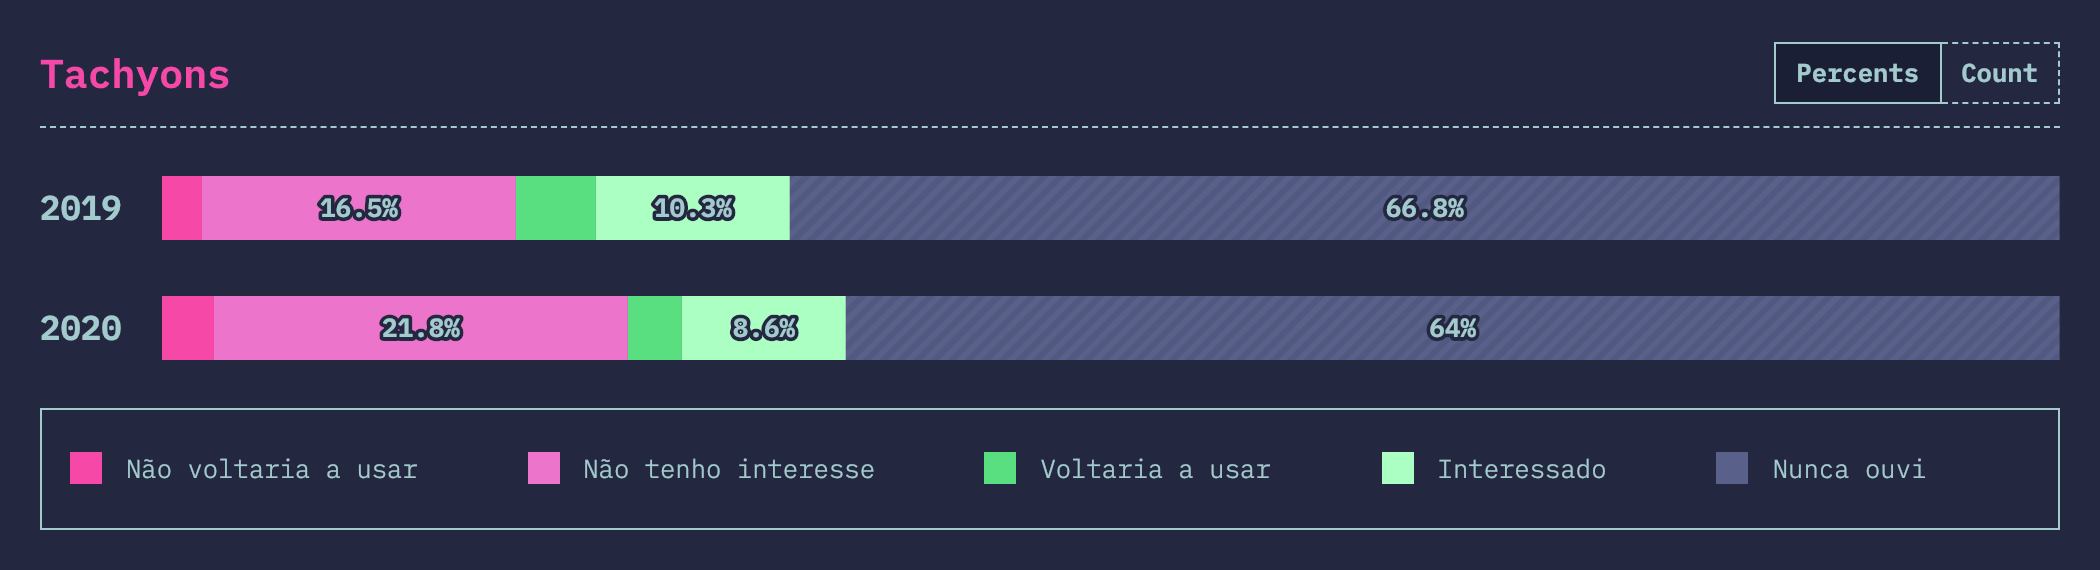 Tachyons
Percents Count
2019 16.5% 10.3% 66.8%
2020 21.8% 8.6% 64%
Não voltaria a usar Não tenho interesse Voltaria a usar Interessado Nunca ouvi